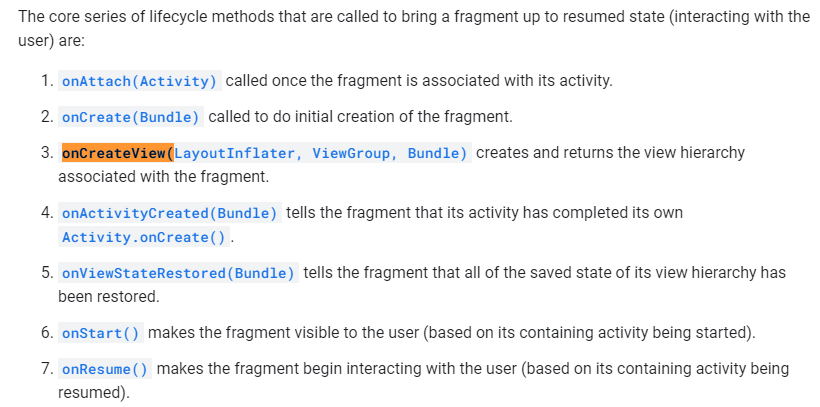 The core series of lifecycle methods that are called to bring a fragment up to resumed state (interacting with the
user) are:
1. onAttach(Activity) called once the fragment is associated with its activity.
2. onCreate(Bundle) called to do initial creation of the fragment.
3. onCreateView(LayoutInflater, ViewGroup, Bundle) creates and returns the view hierarchy
associated with the fragment.
4. onActivityCreated(Bundle) tells the fragment that its activity has completed its own
Activity.onCreate().
5. onViewStateRestored(Bundle) tells the fragment that all of the saved state of its view hierarchy has
been restored.
6. onStart() makes the fragment visible to the user (based on its containing activity being started).
7. onResume() makes the fragment begin interacting with the user (based on its containing activity being
resumed).